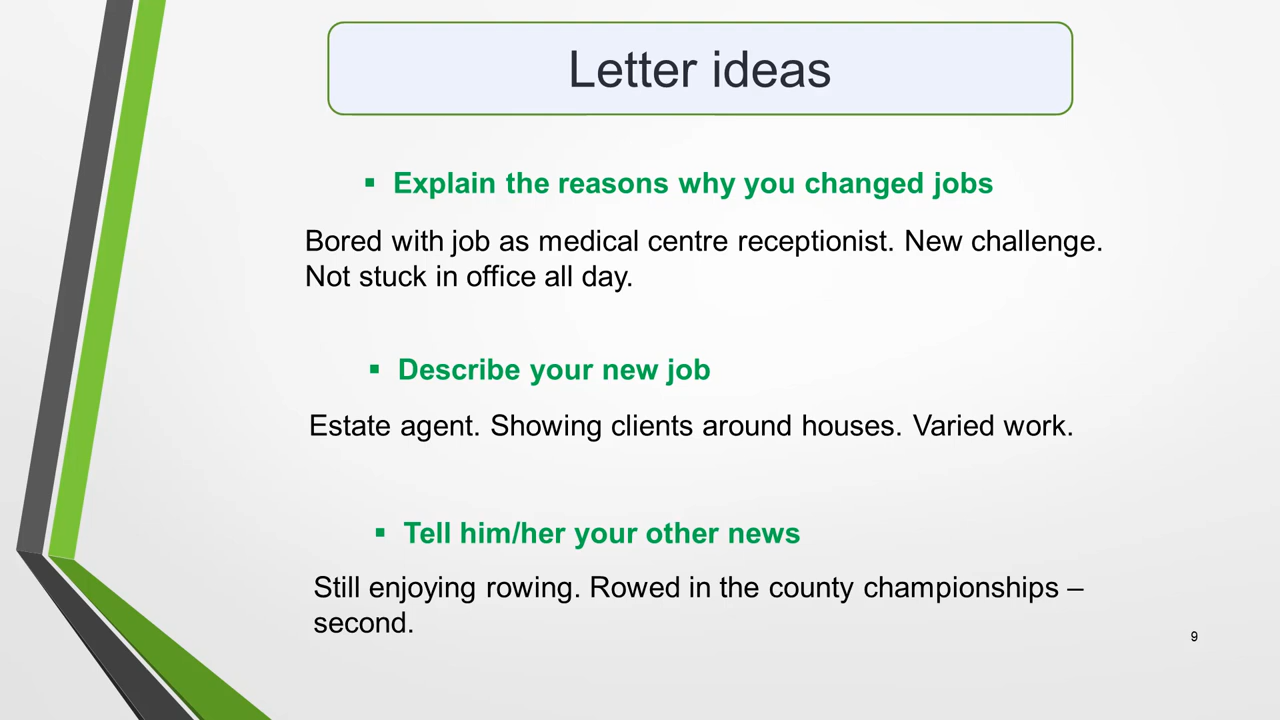 Letter ideas
▪ Explain the reasons why you changed jobs
Bored with job as medical centre receptionist. New challenge.
Not stuck in office all day.
▪ Describe your new job
Estate agent. Showing clients around houses. Varied work.
▪ Tell him/her your other news
Still enjoying rowing. Rowed in the county championships –
second.
9